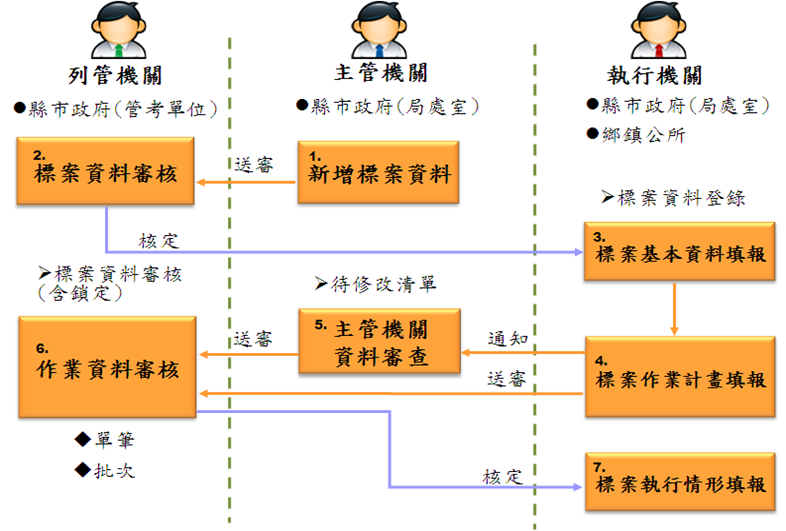 列管機關
主管機關
執行機關
●縣市政府(管考單位)
●縣市政府(局處室)
●縣市政府(局處室)
●鄉鎮公所
2.
標案資料審核
送審
1.
新增標案資料
➢標案資料登錄
核定
3.
標案基本資料填報
➢標案資料審核
(含鎖定)
➢待修改清單
6.
作業資料審核
送審
5. 主管機關
資料審查
通知
送審
4.
標案作業計畫填報
◆單筆
◆批次
核定
7.
標案執行情形填報